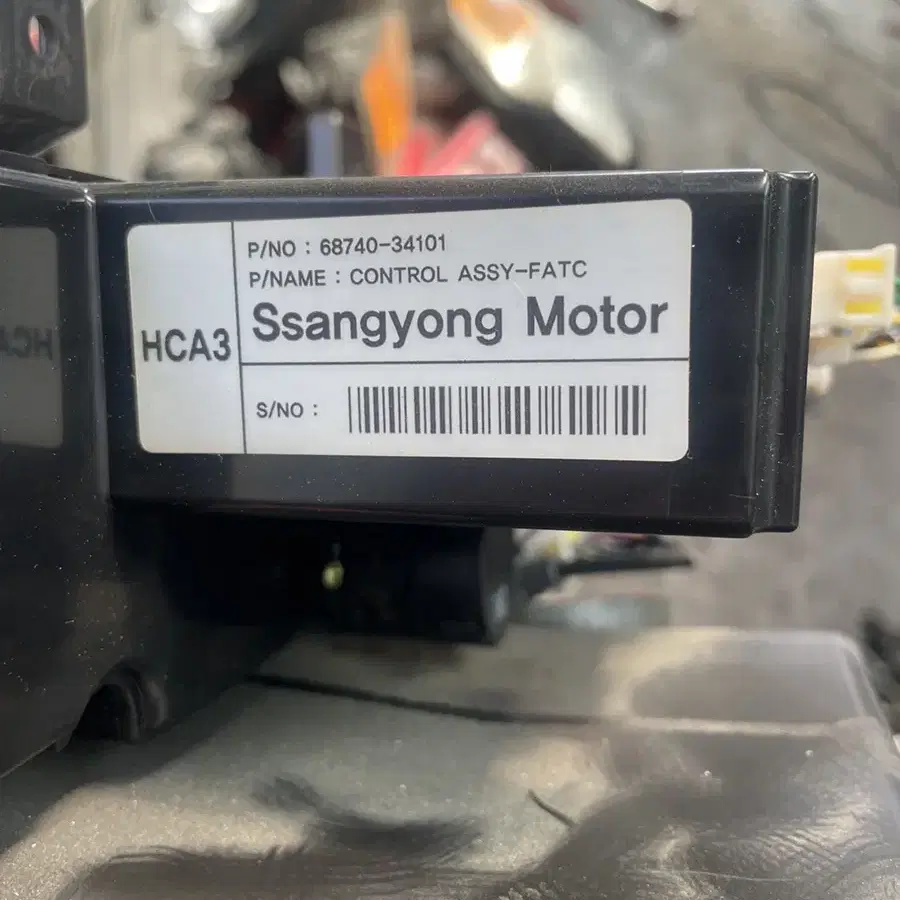 P/NO : 68740-34101
P/NAME : CONTROL ASSY-FATC
HCA3
Ssangyong Motor
S/NO :